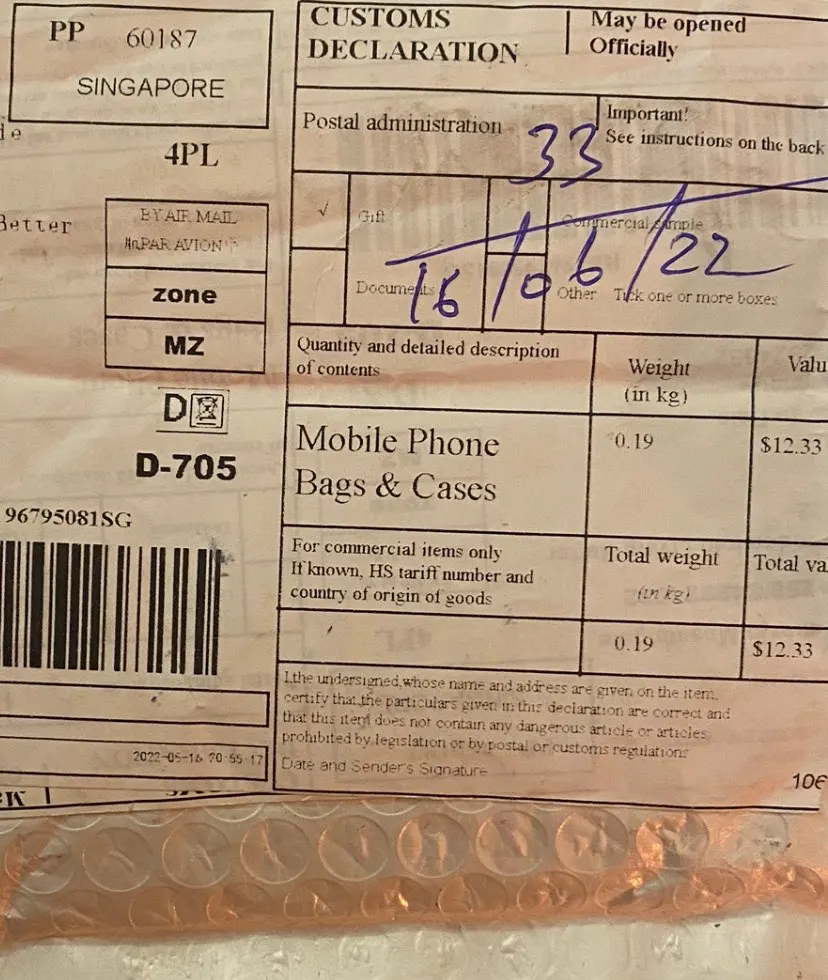 PP 60187
SINGAPORE
ie
4PL
Better
BY AIR MAIL
PAR AVION
zone
MZ
D
D-705
96795081SG
2022-05-16 20:55:17
CUSTOMS
DECLARATION
May be opened
Officially
Postal administration
33
Important!
See instructions on the back
√
Gift
Commercial sample
16/06/22
Documents
Other
Tick one or more boxes
Quantity and detailed description
of contents
Weight
(in kg)
Valu
Mobile Phone
Bags & Cases
0.19
$12.33
For commercial items only
If known, HS tariff number and
country of origin of goods
Total weight
(in kg)
Total va
0.19
$12.33
I,the undersigned,whose name and address are given on the item,
certify that the particulars given in this declaration are correct and
that this item does not contain any dangerous article or articles
prohibited by legislation or by postal or customs regulations
Date and Sender's Signature
106